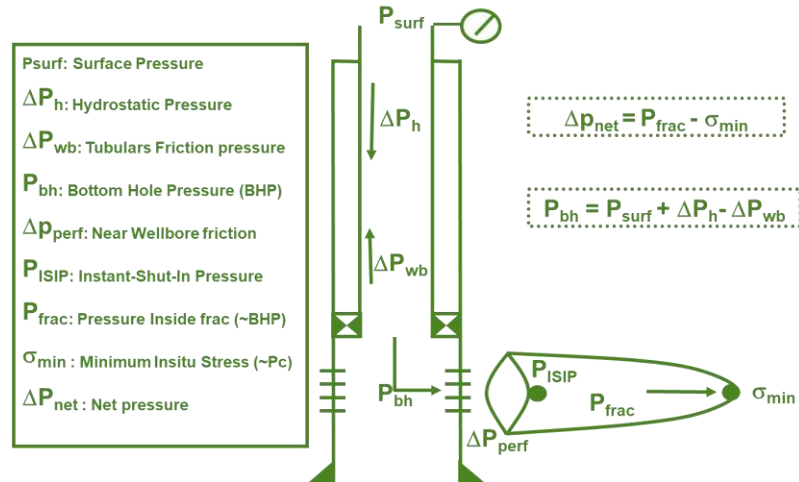 Psurf: Surface Pressure
ΔPh: Hydrostatic Pressure
ΔPwb: Tubulars Friction pressure
Pbh: Bottom Hole Pressure (BHP)
Δpperf: Near Wellbore friction
PISIP: Instant-Shut-In Pressure
Pfrac: Pressure Inside frac (~BHP)
σmin : Minimum Insitu Stress (~Pc)
ΔPnet : Net pressure
Psurf
ΔPh
ΔPwb
Pbh
ΔPperf
PISIP
Pfrac
σmin
Δpnet = Pfrac - σmin
Pbh = Psurf + ΔPh- ΔPwb